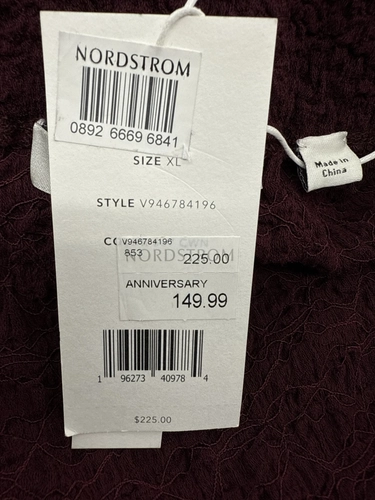 NORDSTROM
0892 6669 6841
SIZE XL
STYLE V946784196
CO
V946784196
CWN
853
NORDSTROM
225.00
ANNIVERSARY
149.99
1 96273 40978 4
$225.00
Made in
China